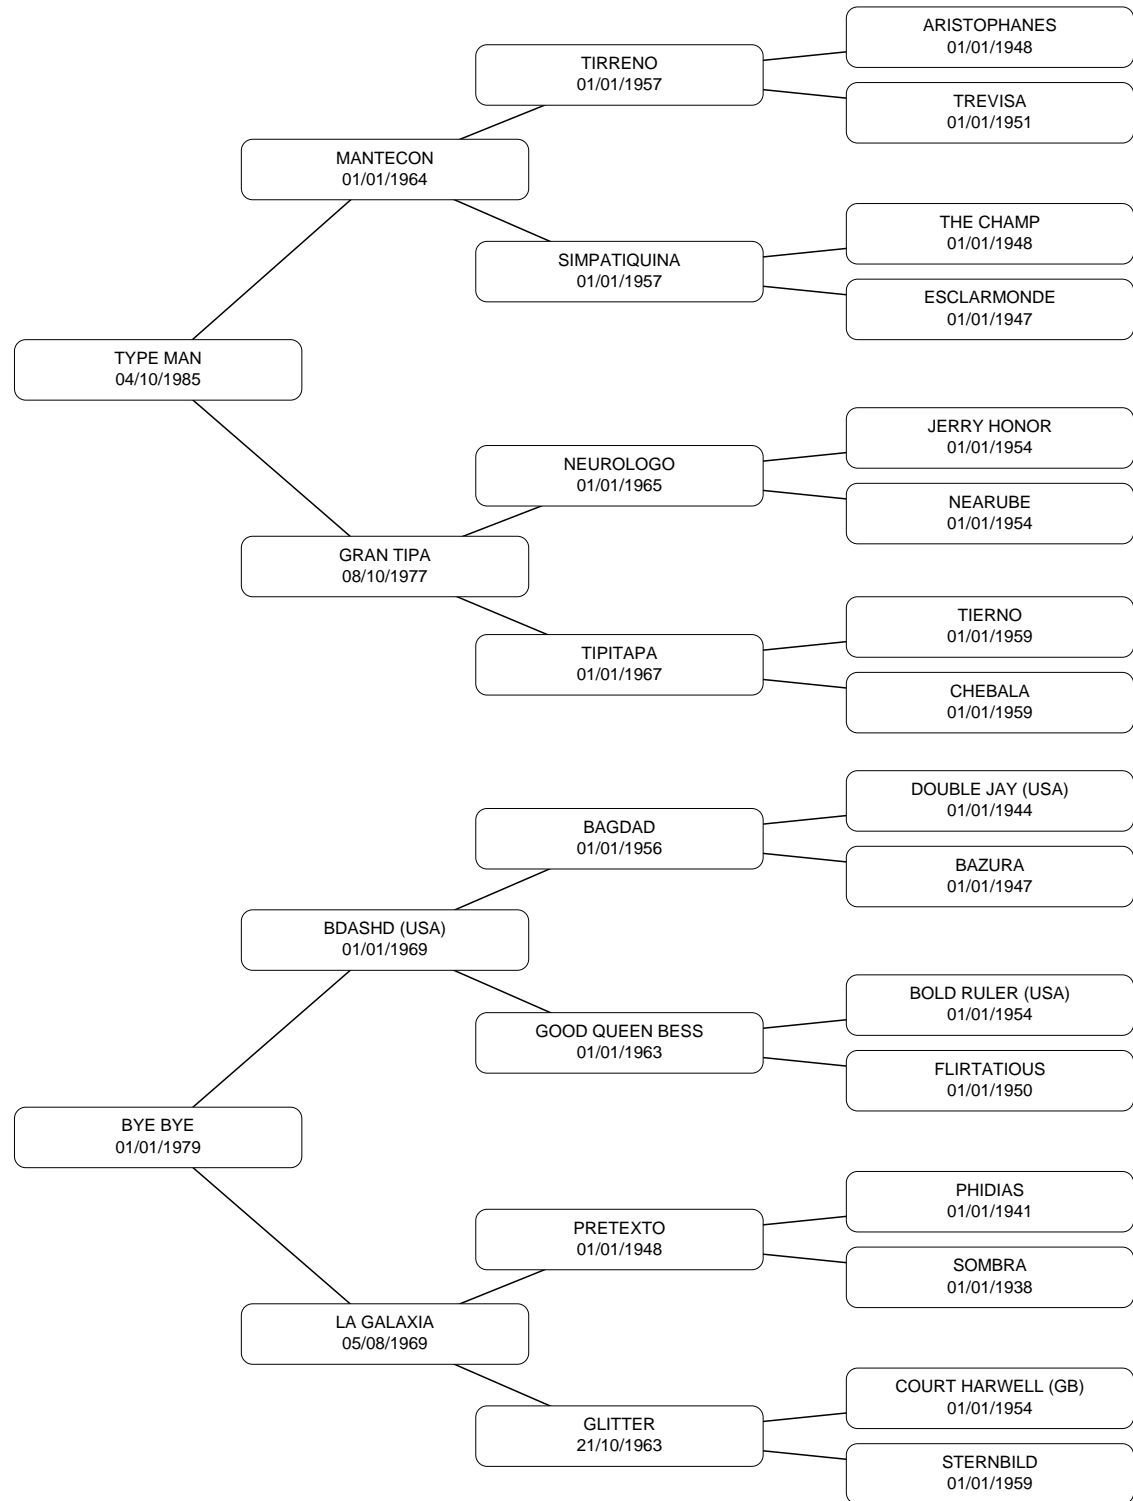 ARISTOPHANES
01/01/1948
TIRRENO
01/01/1957
TREVISA
01/01/1951
MANTECON
01/01/1964
THE CHAMP
01/01/1948
SIMPATIQUINA
01/01/1957
ESCLARMONDE
01/01/1947
TYPE MAN
04/10/1985
JERRY HONOR
01/01/1954
NEUROLOGO
01/01/1965
NEARUBE
01/01/1954
GRAN TIPA
08/10/1977
TIERNO
01/01/1959
TIPITAPA
01/01/1967
CHEBALA
01/01/1959
DOUBLE JAY (USA)
01/01/1944
BAGDAD
01/01/1956
BAZURA
01/01/1947
BDASHD (USA)
01/01/1969
BOLD RULER (USA)
01/01/1954
GOOD QUEEN BESS
01/01/1963
FLIRTATIOUS
01/01/1950
BYE BYE
01/01/1979
PHIDIAS
01/01/1941
PRETEXTO
01/01/1948
SOMBRA
01/01/1938
LA GALAXIA
05/08/1969
COURT HARWELL (GB)
01/01/1954
GLITTER
21/10/1963
STERNBILD
01/01/1959